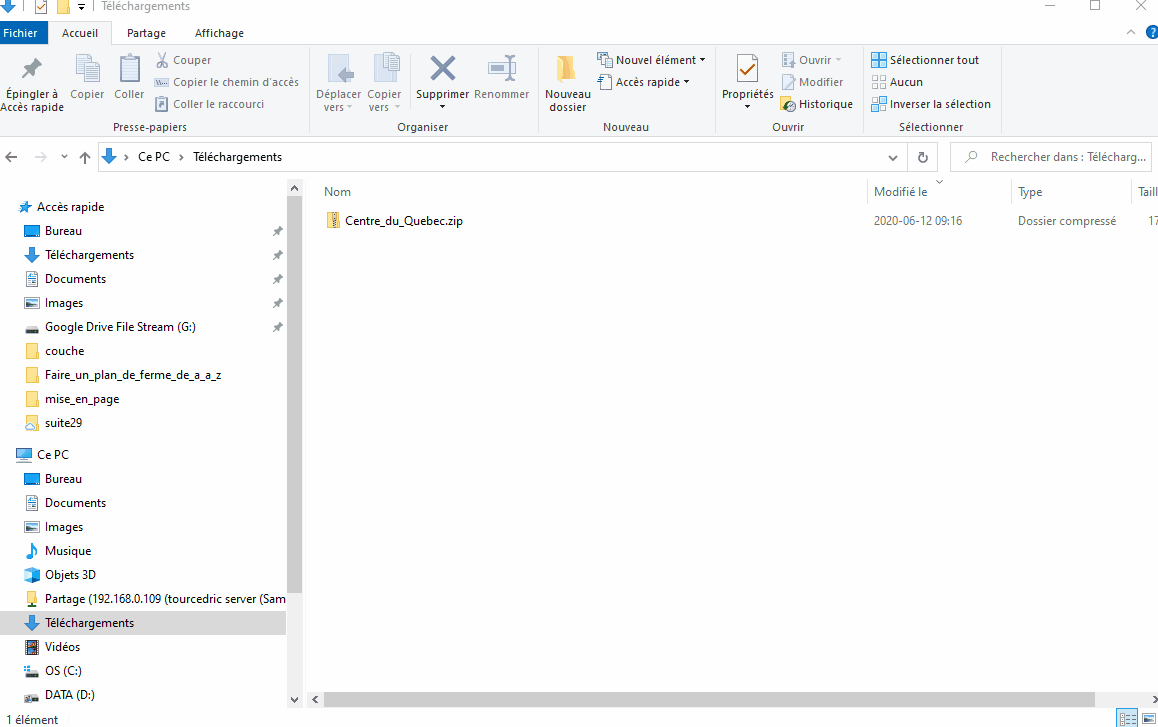 Téléchargements
Fichier Accueil Partage Affichage ?
Épingler à Accès rapide
Copier
Coller
Couper
Copier le chemin d'accès
Coller le raccourci
Presse-papiers
Déplacer vers
Copier vers
Supprimer
Renommer
Organiser
Nouveau dossier
Nouvel élément
Accès rapide
Nouveau
Propriétés
Ouvrir
Modifier
Historique
Ouvrir
Sélectionner tout
Aucun
Inverser la sélection
Sélectionner
Ce PC > Téléchargements
Rechercher dans : Télécharg...
Accès rapide
Bureau
Téléchargements
Documents
Images
Google Drive File Stream (G:)
couche
Faire_un_plan_de_ferme_de_a_a_z
mise_en_page
suite29
Ce PC
Bureau
Documents
Images
Musique
Objets 3D
Partage (192.168.0.109 (tourcedric server (Sam
Téléchargements
Vidéos
OS (C:)
DATA (D:)
Nom Modifié le Type Taill
Centre_du_Quebec.zip 2020-06-12 09:16 Dossier compressé 17
1 élément